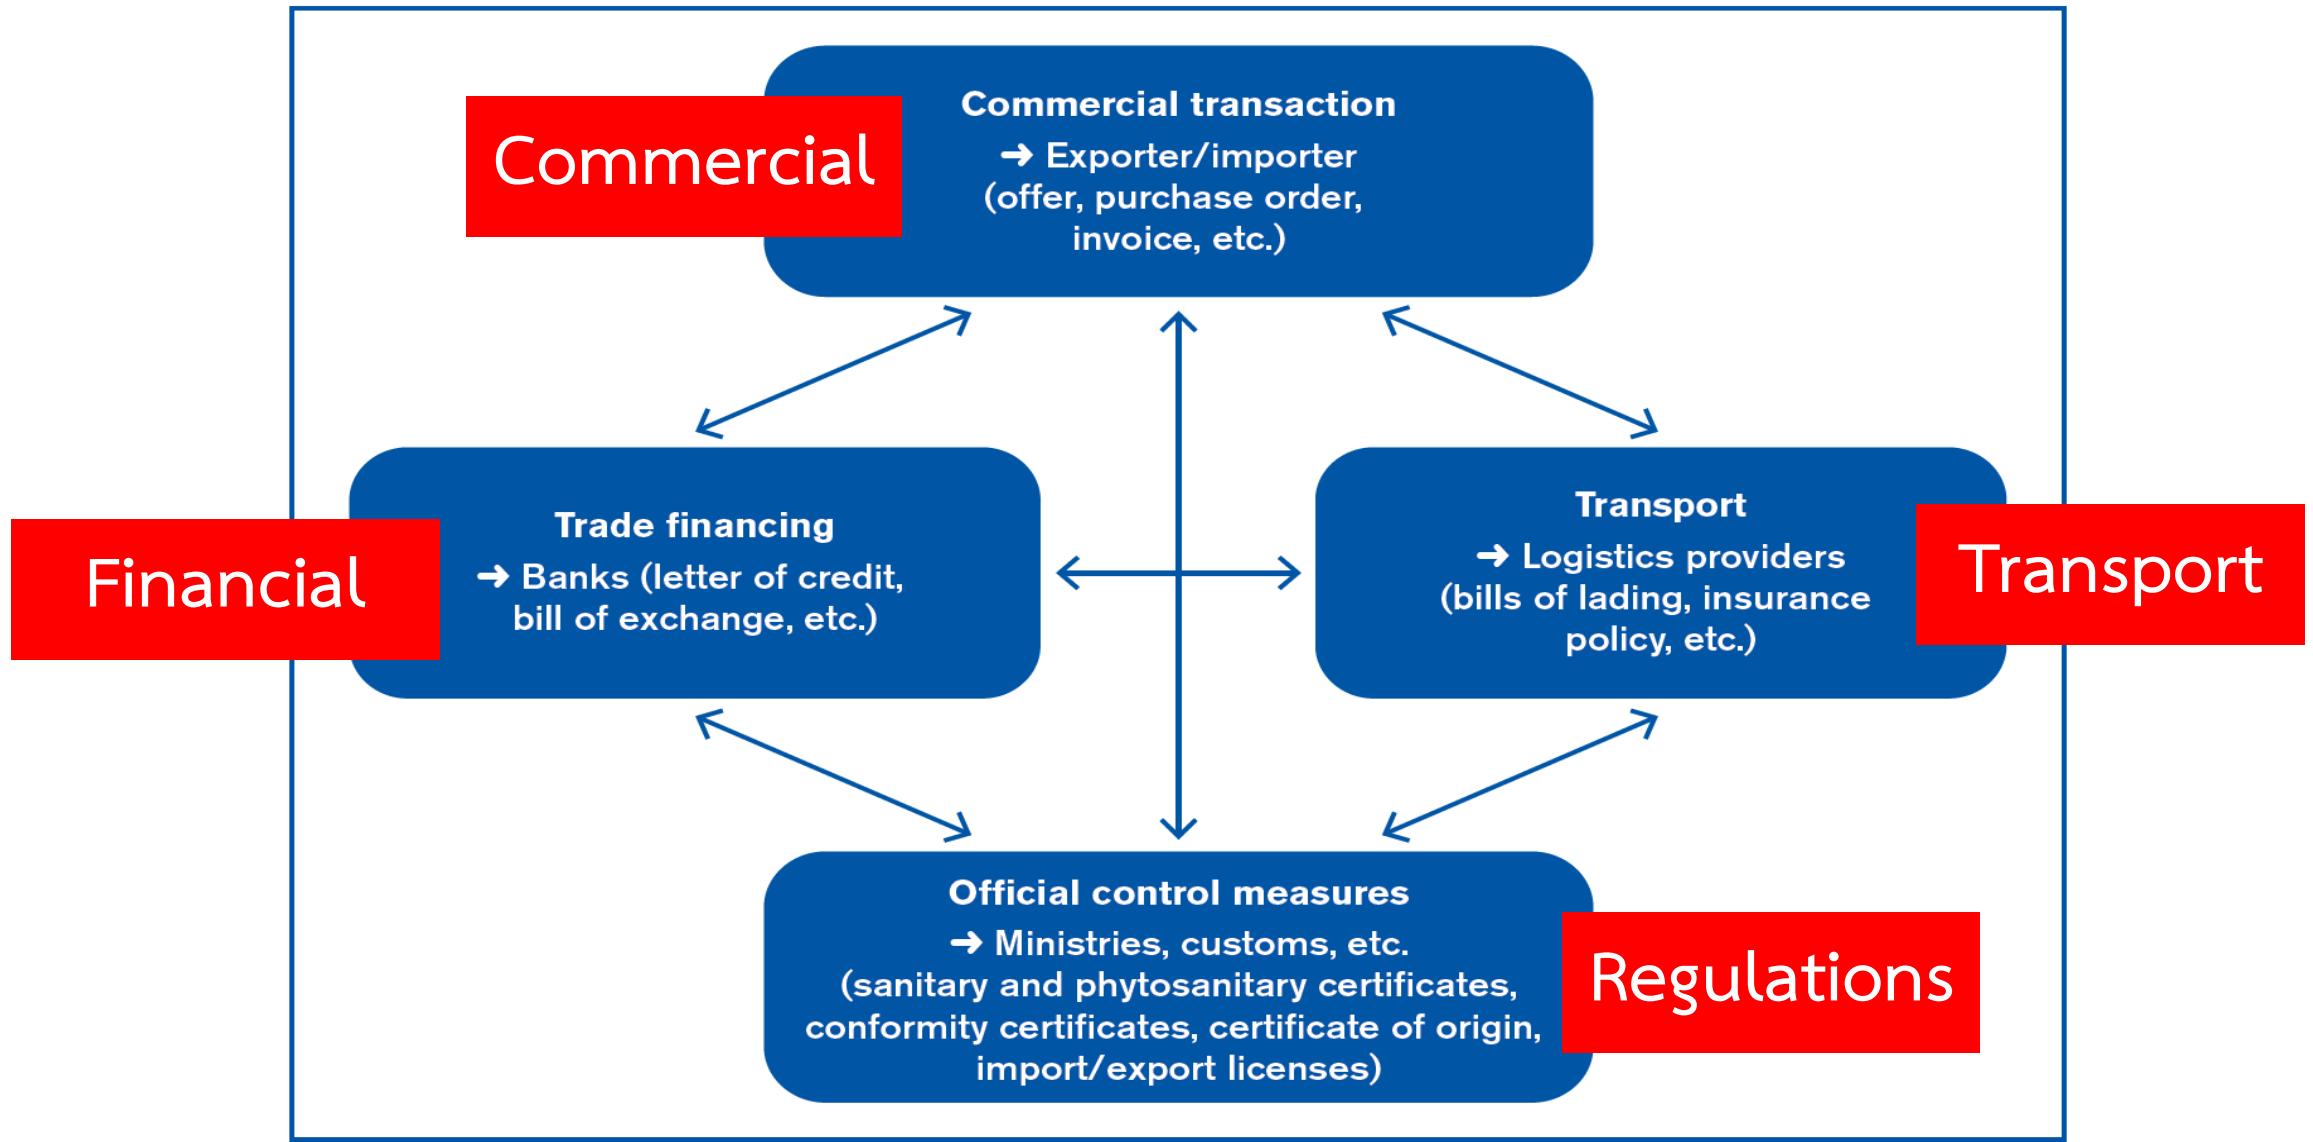 Commercial
Commercial transaction
➜ Exporter/importer
(offer, purchase order,
invoice, etc.)
Financial
Trade financing
➜ Banks (letter of credit,
bill of exchange, etc.)
Transport
➜ Logistics providers
(bills of lading, insurance
policy, etc.)
Transport
Official control measures
➜ Ministries, customs, etc.
(sanitary and phytosanitary certificates,
conformity certificates, certificate of origin,
import/export licenses)
Regulations